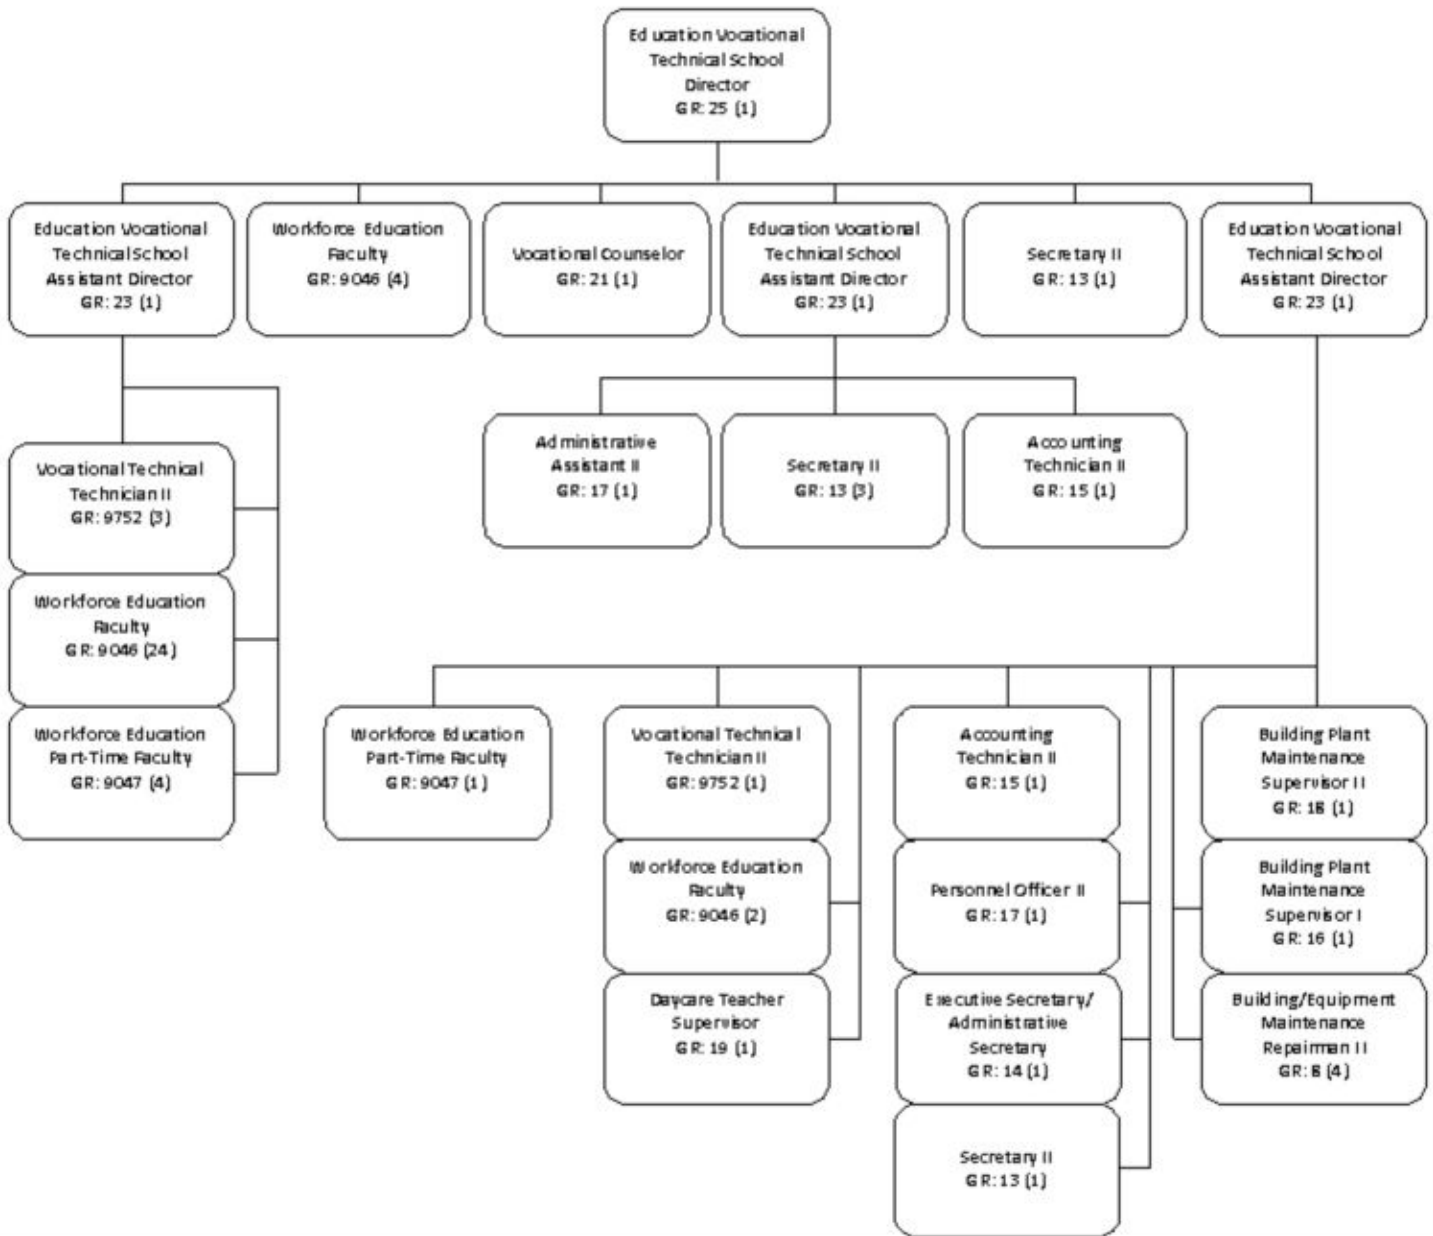 Education Vocational
Technical School
Director
GR: 25 (1)
Education Vocational
Technical School
Assistant Director
GR: 23 (1)
Workforce Education
Faculty
GR: 9046 (4)
Vocational Counselor
GR: 21 (1)
Education Vocational
Technical School
Assistant Director
GR: 23 (1)
Secretary II
GR: 13 (1)
Education Vocational
Technical School
Assistant Director
GR: 23 (1)
Administrative
Assistant II
GR: 17 (1)
Secretary II
GR: 13 (3)
Accounting
Technician II
GR: 15 (1)
Vocational Technical
Technician II
GR: 9752 (3)
Workforce Education
Faculty
GR: 9046 (24)
Workforce Education
Part-Time Faculty
GR: 9047 (4)
Workforce Education
Part-Time Faculty
GR: 9047 (1)
Vocational Technical
Technician II
GR: 9752 (1)
Accounting
Technician II
GR: 15 (1)
Building Plant
Maintenance
Supervisor II
GR: 18 (1)
Workforce Education
Faculty
GR: 9046 (2)
Personnel Officer II
GR: 17 (1)
Building Plant
Maintenance
Supervisor I
GR: 16 (1)
Daycare Teacher
Supervisor
GR: 19 (1)
Executive Secretary/
Administrative
Secretary
GR: 14 (1)
Building/Equipment
Maintenance
Repairman II
GR: 8 (4)
Secretary II
GR: 13 (1)